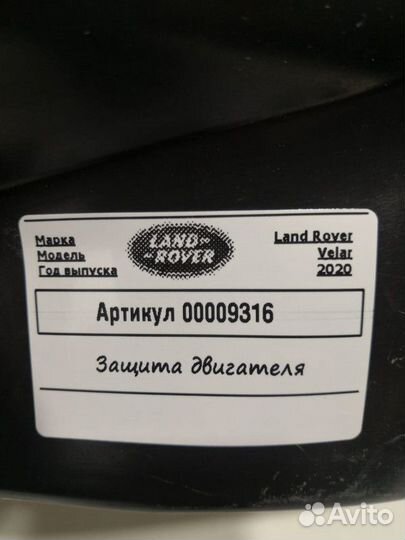 Марка
Модель
Год выпуска
LAND
ROVER
Land Rover
Velar
2020
Артикул 00009316
Защита двигателя
Avito